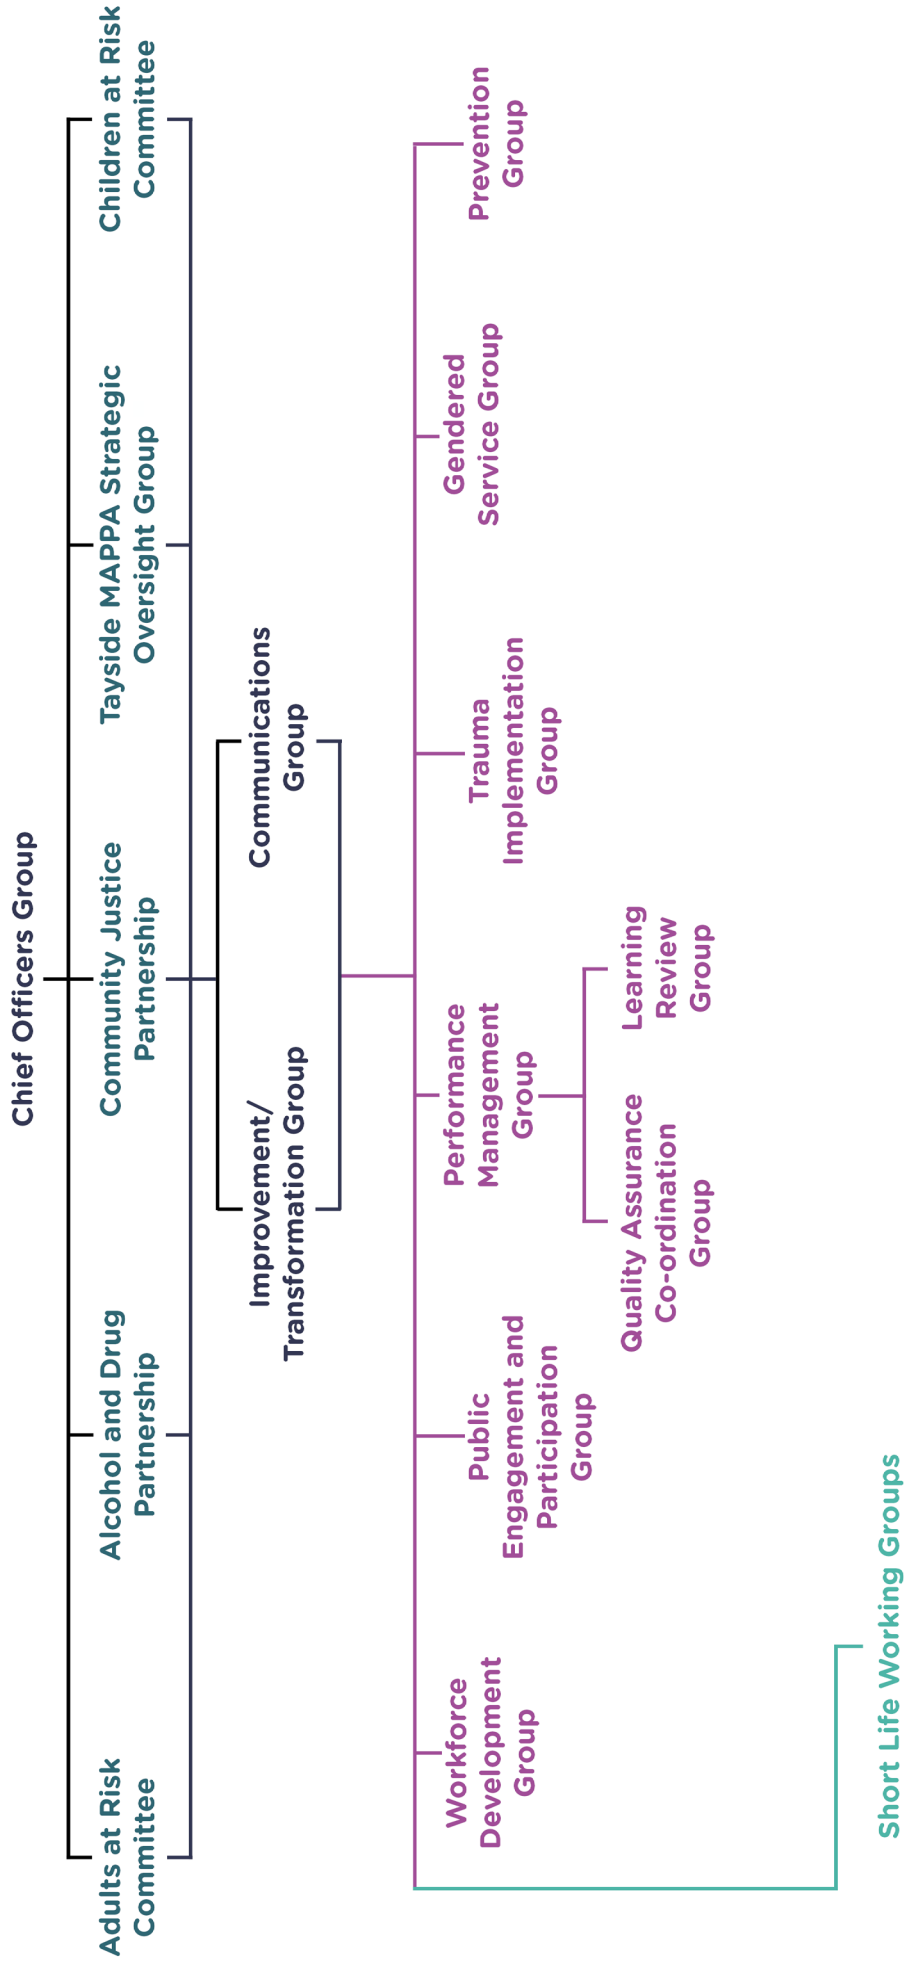 Chief Officers Group
Adults at Risk
Committee
Alcohol and Drug
Partnership
Community Justice
Partnership
Tayside MAPPA Strategic
Oversight Group
Children at Risk
Committee
Improvement/
Transformation Group
Communications
Group
Workforce
Development
Group
Public
Engagement and
Participation
Group
Performance
Management
Group
Trauma
Implementation
Group
Gendered
Service Group
Prevention
Group
Quality Assurance
Co-ordination
Group
Learning
Review
Group
Short Life Working Groups